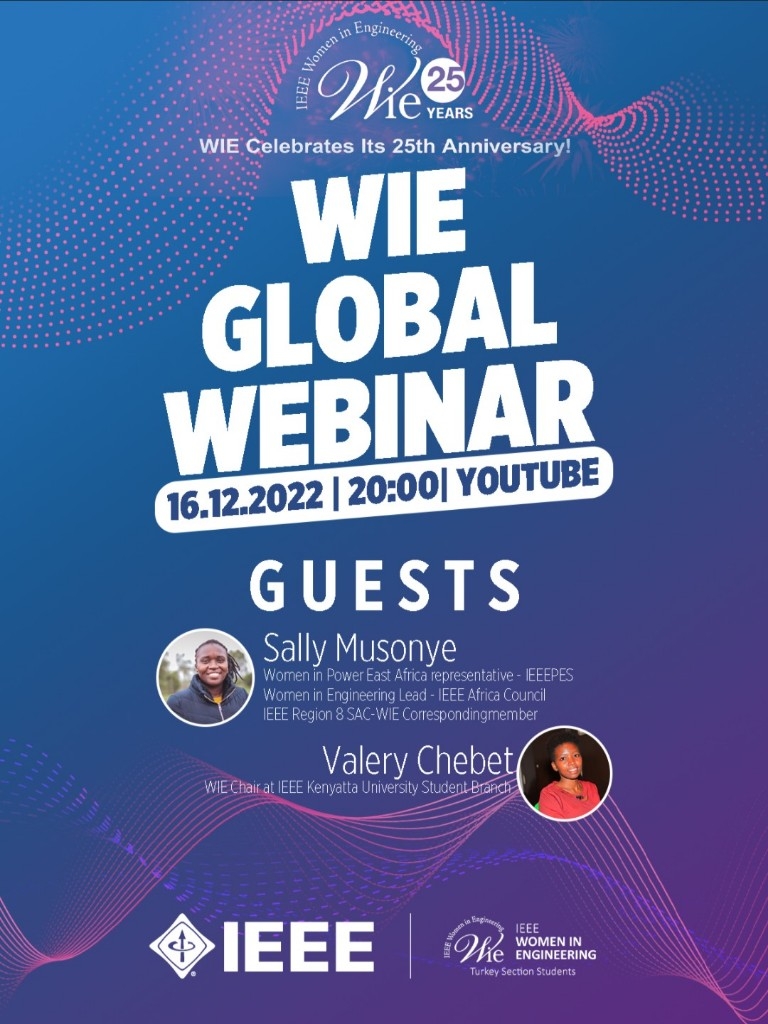 IEEE Women in Engineering
Wie 25
YEARS
WIE Celebrates Its 25th Anniversary!
WIE
GLOBAL
WEBINAR
16.12.2022 | 20:00| YOUTUBE
GUESTS
Sally Musonye
Women in Power East Africa representative - IEEEPES
Women in Engineering Lead - IEEE Africa Council
IEEE Region 8 SAC-WIE Correspondingmember
Valery Chebet
WIE Chair at IEEE Kenyatta University Student Branch
IEEE
IEEE Women in Engineering
Wie
IEEE
WOMEN IN
ENGINEERING
Turkey Section Students